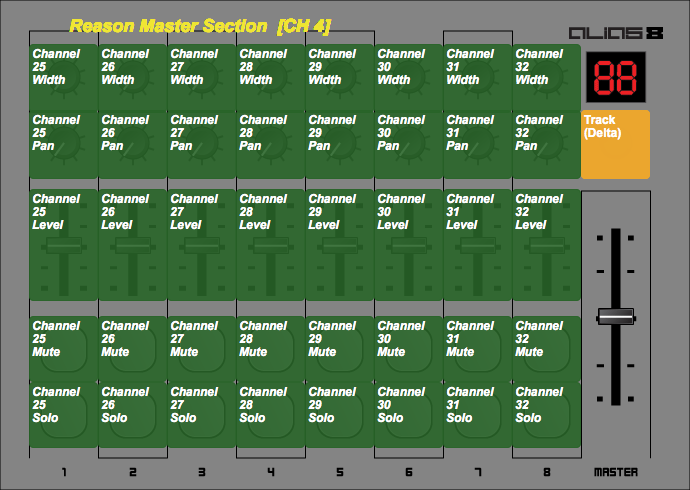 Reason Master Section [CH 4]
ALIAS 8
Channel 25 Width
Channel 26 Width
Channel 27 Width
Channel 28 Width
Channel 29 Width
Channel 30 Width
Channel 31 Width
Channel 32 Width
88
Channel 25 Pan
Channel 26 Pan
Channel 27 Pan
Channel 28 Pan
Channel 29 Pan
Channel 30 Pan
Channel 31 Pan
Channel 32 Pan
Track
(Delta)
Channel 25 Level
Channel 26 Level
Channel 27 Level
Channel 28 Level
Channel 29 Level
Channel 30 Level
Channel 31 Level
Channel 32 Level
Channel 25 Mute
Channel 26 Mute
Channel 27 Mute
Channel 28 Mute
Channel 29 Mute
Channel 30 Mute
Channel 31 Mute
Channel 32 Mute
Channel 25 Solo
Channel 26 Solo
Channel 27 Solo
Channel 28 Solo
Channel 29 Solo
Channel 30 Solo
Channel 31 Solo
Channel 32 Solo
1 2 3 4 5 6 7 8 MASTER